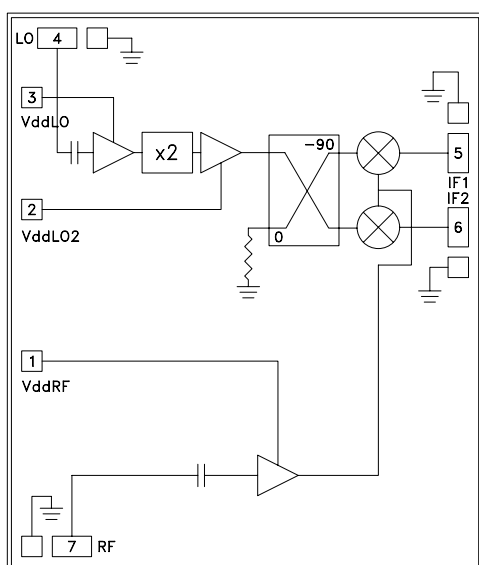 LO 4
3
VddLO
x2
-90
0
5
IF1
IF2
6
2
VddLO2
1
VddRF
7 RF